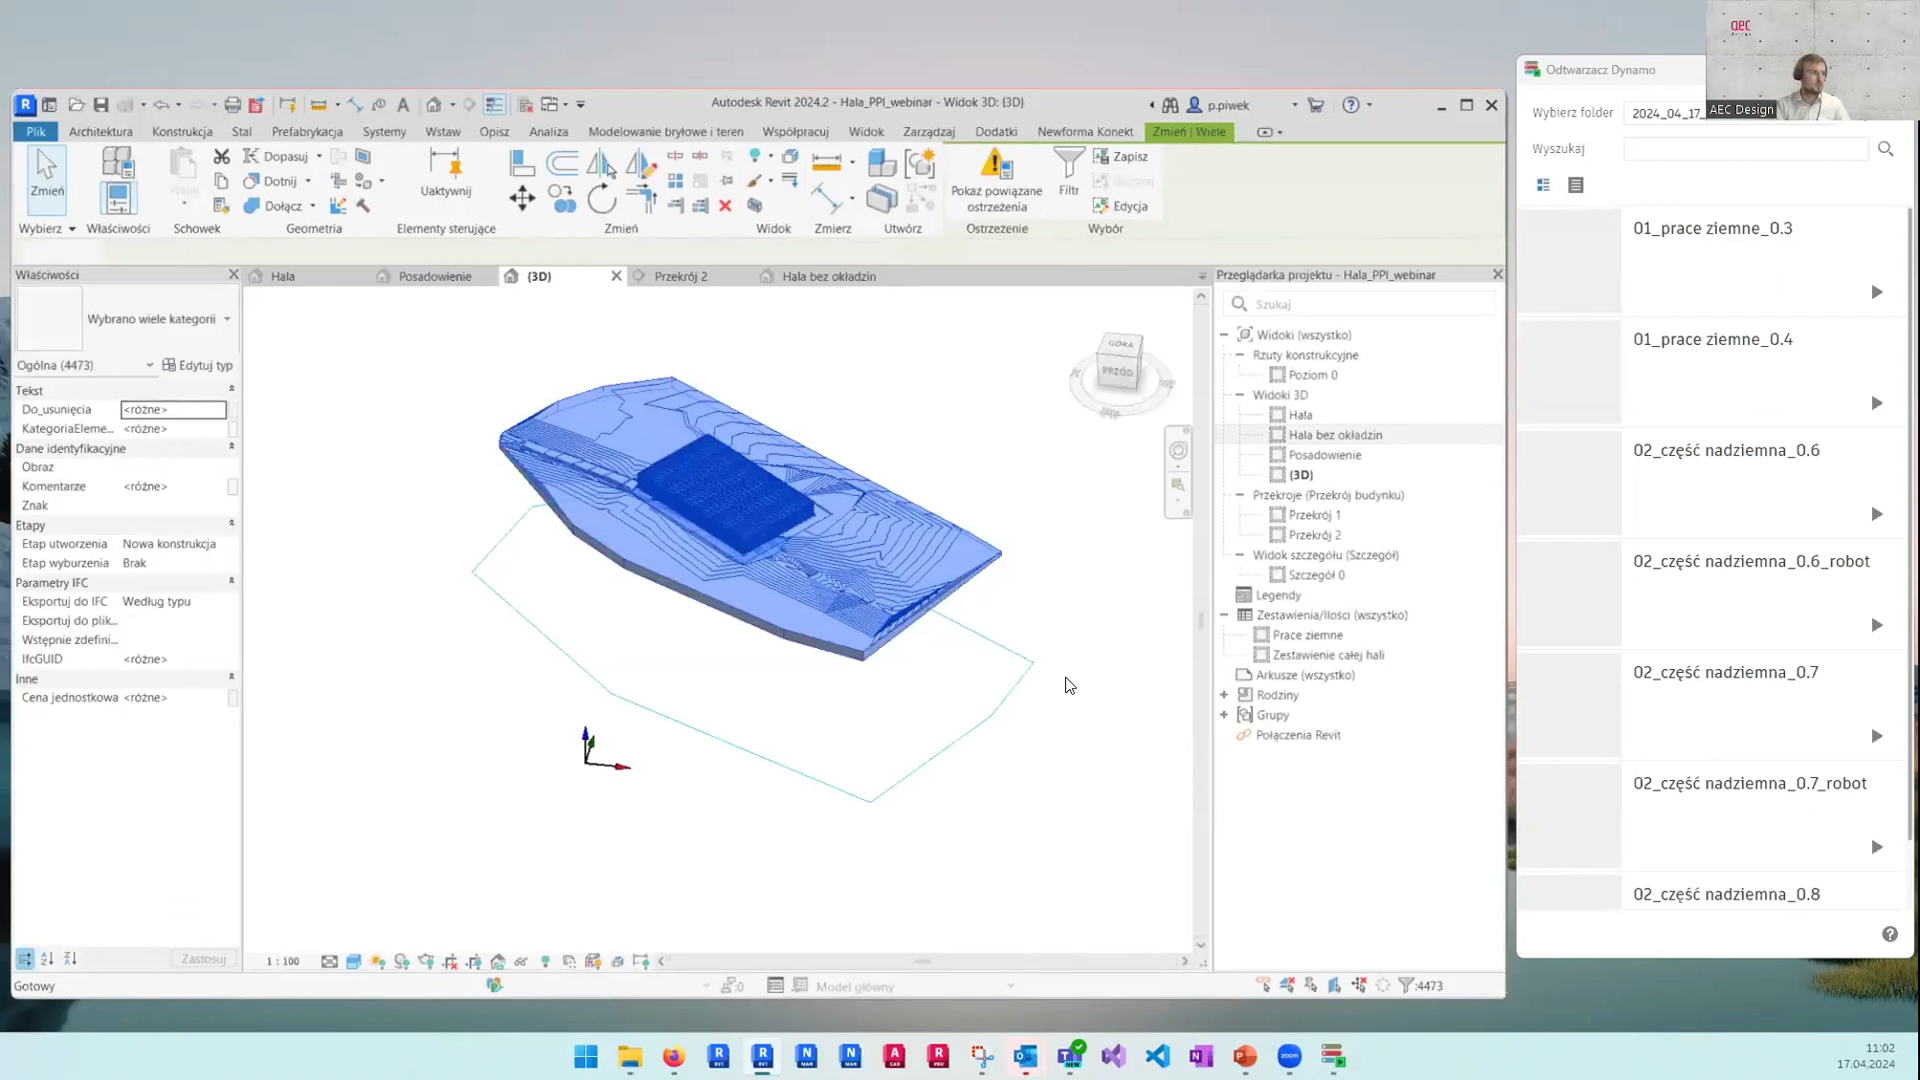 Autodesk Revit 2024.2 - Hala_PPI_webinar - Widok 3D: {3D}
p.piwek
Plik
Architektura
Konstrukcja
Stal
Prefabrykacja
Systemy
Wstaw
Opisz
Analiza
Modelowanie bryłowe i teren
Współpracuj
Widok
Zarządzaj
Dodatki
Newforma Konekt
Zmień | Wiele
Zmień
Dopasuj
Dotnij
Dołącz
Uaktywnij
Pokaż powiązane
ostrzeżenia
Filtr
Zapisz
Edycja
Wybierz
Właściwości
Schowek
Geometria
Elementy sterujące
Zmień
Widok
Zmierz
Utwórz
Ostrzeżenie
Wybór
Właściwości
Wybrano wiele kategorii
Ogólna (4473)
Edytuj typ
Tekst
Do_usunięcia <różne>
KategoriaEleme... <różne>
Dane identyfikacyjne
Obraz
Komentarze <różne>
Znak
Etapy
Etap utworzenia Nowa konstrukcja
Etap wyburzenia Brak
Parametry IFC
Eksportuj do IFC Według typu
Eksportuj do plik...
Wstępnie zdefini...
IfcGUID <różne>
Inne
Cena jednostkowa <różne>
Zastosuj
Hala
Posadowienie
{3D}
Przekrój 2
Hala bez okładzin
GÓRA
PRZÓD
1 : 100
Przeglądarka projektu - Hala_PPI_webinar
Szukaj
Widoki (wszystko)
Rzuty konstrukcyjne
Poziom 0
Widoki 3D
Hala
Hala bez okładzin
Posadowienie
{3D}
Przekroje (Przekrój budynku)
Przekrój 1
Przekrój 2
Widok szczegółu (Szczegół)
Szczegół 0
Legendy
Zestawienia/Ilości (wszystko)
Prace ziemne
Zestawienie całej hali
Arkusze (wszystko)
Rodziny
Grupy
Połączenia Revit
Gotowy
:0
Model główny
:4473
Odtwarzacz Dynamo
Wybierz folder 2024_04_17_
Wyszukaj
01_prace ziemne_0.3
01_prace ziemne_0.4
02_część nadziemna_0.6
02_część nadziemna_0.6_robot
02_część nadziemna_0.7
02_część nadziemna_0.7_robot
02_część nadziemna_0.8
aec
AEC Design
11:02
17.04.2024